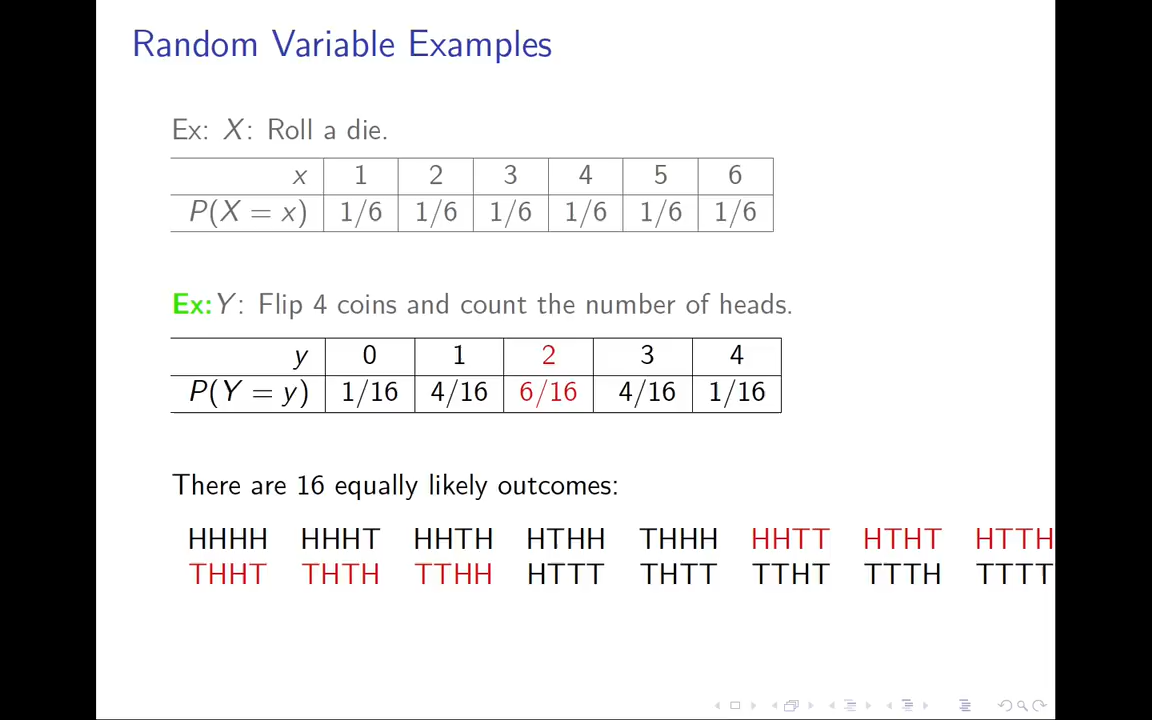 Random Variable Examples
Ex: X: Roll a die.
x 1 2 3 4 5 6
P(X = x) 1/6 1/6 1/6 1/6 1/6 1/6
Ex:Y: Flip 4 coins and count the number of heads.
y 0 1 2 3 4
P(Y = y) 1/16 4/16 6/16 4/16 1/16
There are 16 equally likely outcomes:
HHHH HHHT HHTH HTHH THHH HHTT HTHT HTTH
THHT THTH TTHH HTTT THTT TTHT TTTH TTTT